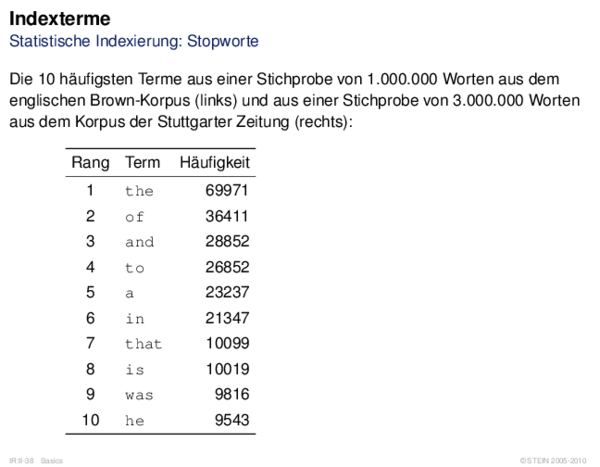 Indexterme
Statistische Indexierung: Stopworte
Die 10 häufigsten Terme aus einer Stichprobe von 1.000.000 Worten aus dem
englischen Brown-Korpus (links) und aus einer Stichprobe von 3.000.000 Worten
aus dem Korpus der Stuttgarter Zeitung (rechts):
Rang Term Häufigkeit
1 the 69971
2 of 36411
3 and 28852
4 to 26852
5 a 23237
6 in 21347
7 that 10099
8 is 10019
9 was 9816
10 he 9543
IR:II-38 Basics © STEIN 2005-2010